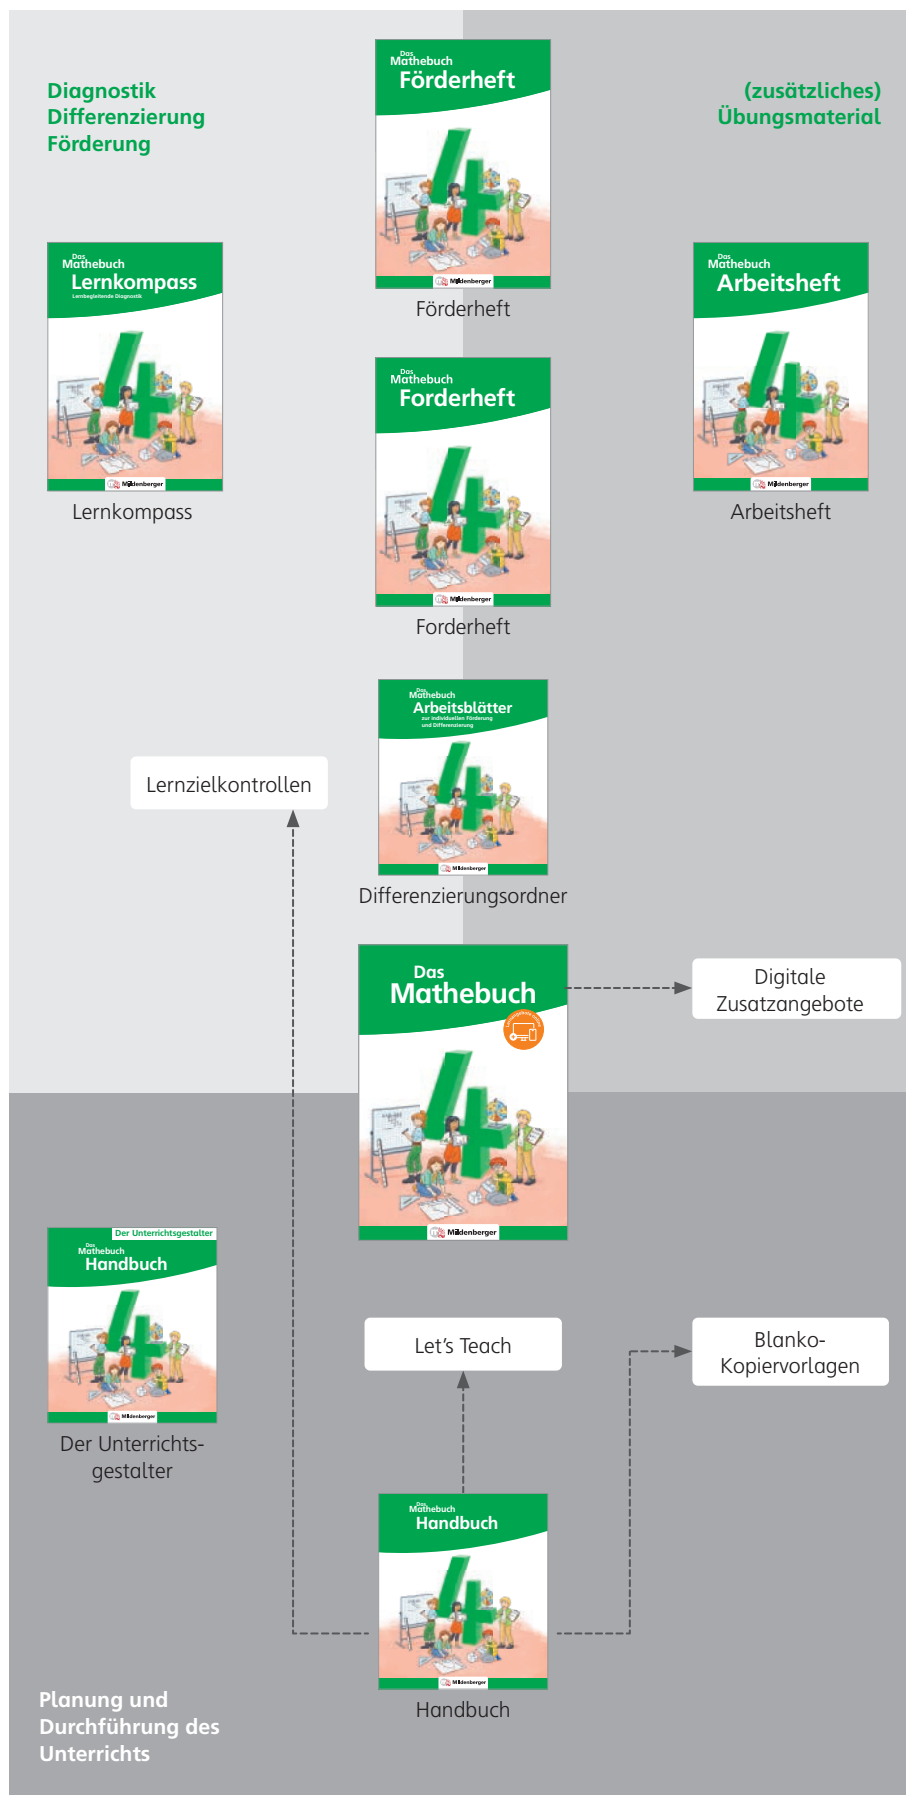 Diagnostik
Differenzierung
Förderung
(zusätzliches)
Übungsmaterial
Das
Mathebuch
Förderheft
Mildenberger
Förderheft
Das
Mathebuch
Lernkompass
Lernbegleitende Diagnostik
Mildenberger
Lernkompass
Das
Mathebuch
Arbeitsheft
Mildenberger
Arbeitsheft
Das
Mathebuch
Forderheft
Mildenberger
Forderheft
Das
Mathebuch
Arbeitsblätter
zur individuellen Förderung
und Differenzierung
Mildenberger
Differenzierungsordner
Lernzielkontrollen
Das
Mathebuch
Mildenberger
Digitale
Zusatzangebote
Der Unterrichtsgestalter
Das
Mathebuch
Handbuch
Mildenberger
Der Unterrichts-
gestalter
Let's Teach
Blanko-
Kopiervorlagen
Das
Mathebuch
Handbuch
Mildenberger
Handbuch
Planung und
Durchführung des
Unterrichts